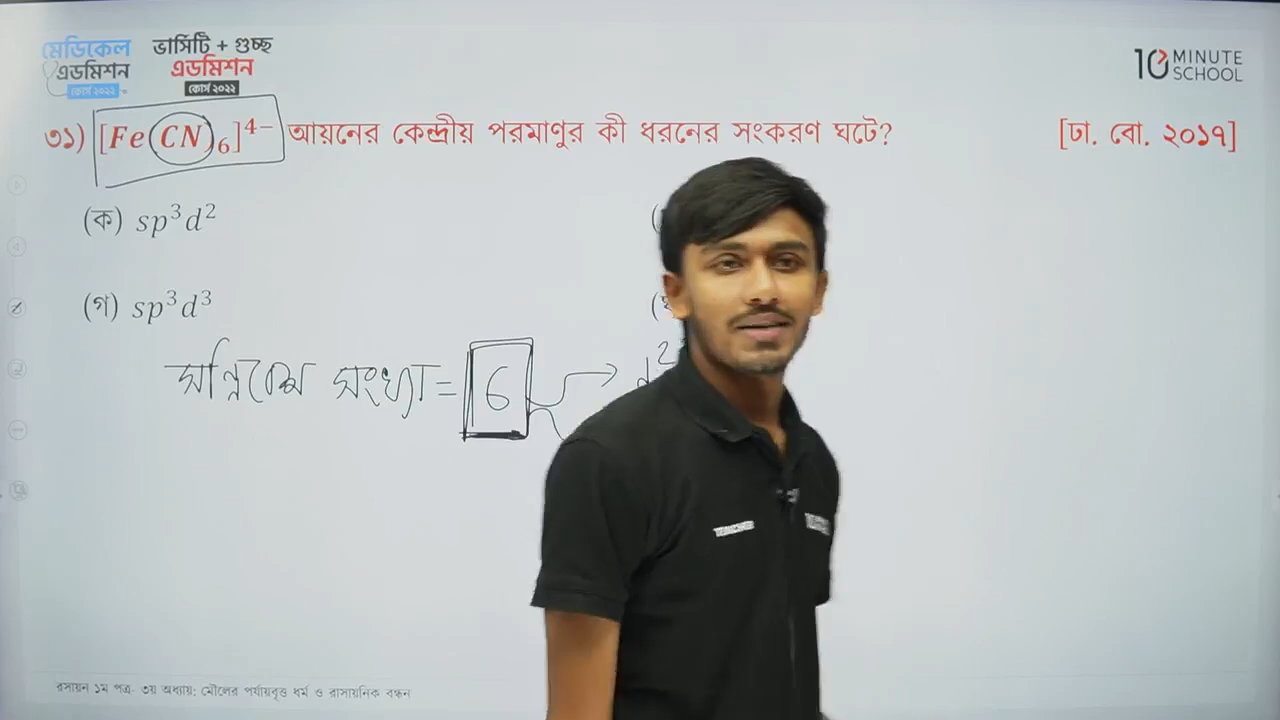 মেডিকেল এডমিশন কোর্স ২০২২
ভার্সিটি + গুচ্ছ এডমিশন কোর্স ২০২২
10 MINUTE SCHOOL
৩১) [Fe(CN)₆]⁴⁻ আয়নের কেন্দ্রীয় পরমাণুর কী ধরনের সংকরণ ঘটে? [ঢা. বো. ২০১৭]
(ক) sp³d²
(গ) sp³d³
সন্নিবেশ সংখ্যা = 6 → d²
রসায়ন ১ম পত্র- ৩য় অধ্যায়: মৌলের পর্যায়বৃত্ত ধর্ম ও রাসায়নিক বন্ধন